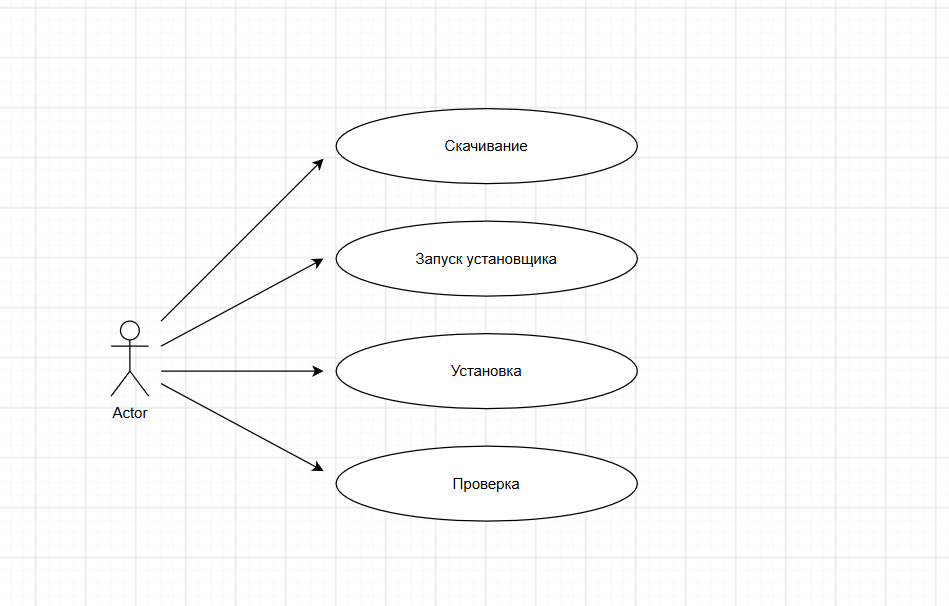 Скачивание
Запуск установщика
Установка
Actor
Проверка